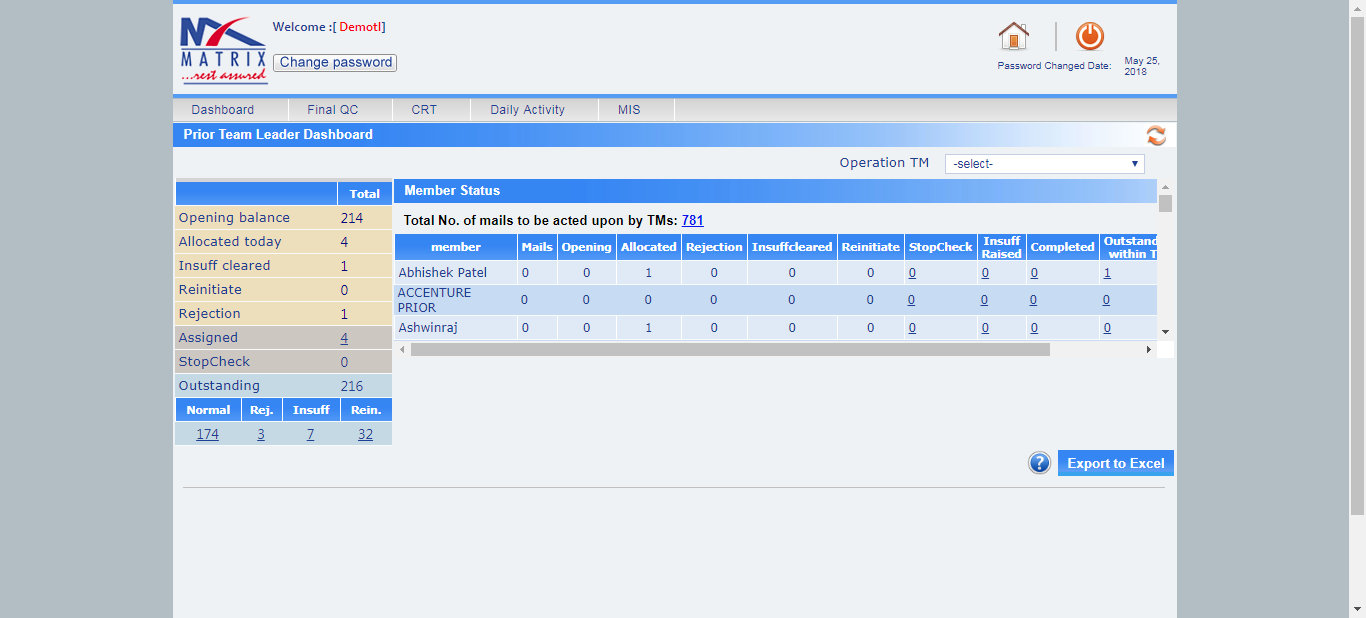 MATRIX
...rest assured
Welcome :[ Demotl]
Change password
Password Changed Date: May 25, 2018
Dashboard Final QC CRT Daily Activity MIS
Prior Team Leader Dashboard
Operation TM -select-
Total
Opening balance 214
Allocated today 4
Insuff cleared 1
Reinitiate 0
Rejection 1
Assigned 4
StopCheck 0
Outstanding 216
Normal Rej. Insuff Rein.
174 3 7 32
Member Status
Total No. of mails to be acted upon by TMs: 781
member Mails Opening Allocated Rejection Insuffcleared Reinitiate StopCheck Insuff Raised Completed Outstand within T
Abhishek Patel 0 0 1 0 0 0 0 0 0 1
ACCENTURE PRIOR 0 0 0 0 0 0 0 0 0 0
Ashwinraj 0 0 1 0 0 0 0 0 0 0
?
Export to Excel